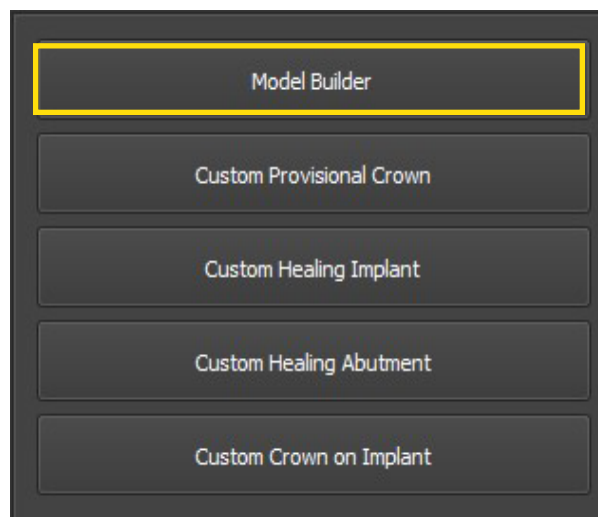 Model Builder
Custom Provisional Crown
Custom Healing Implant
Custom Healing Abutment
Custom Crown on Implant